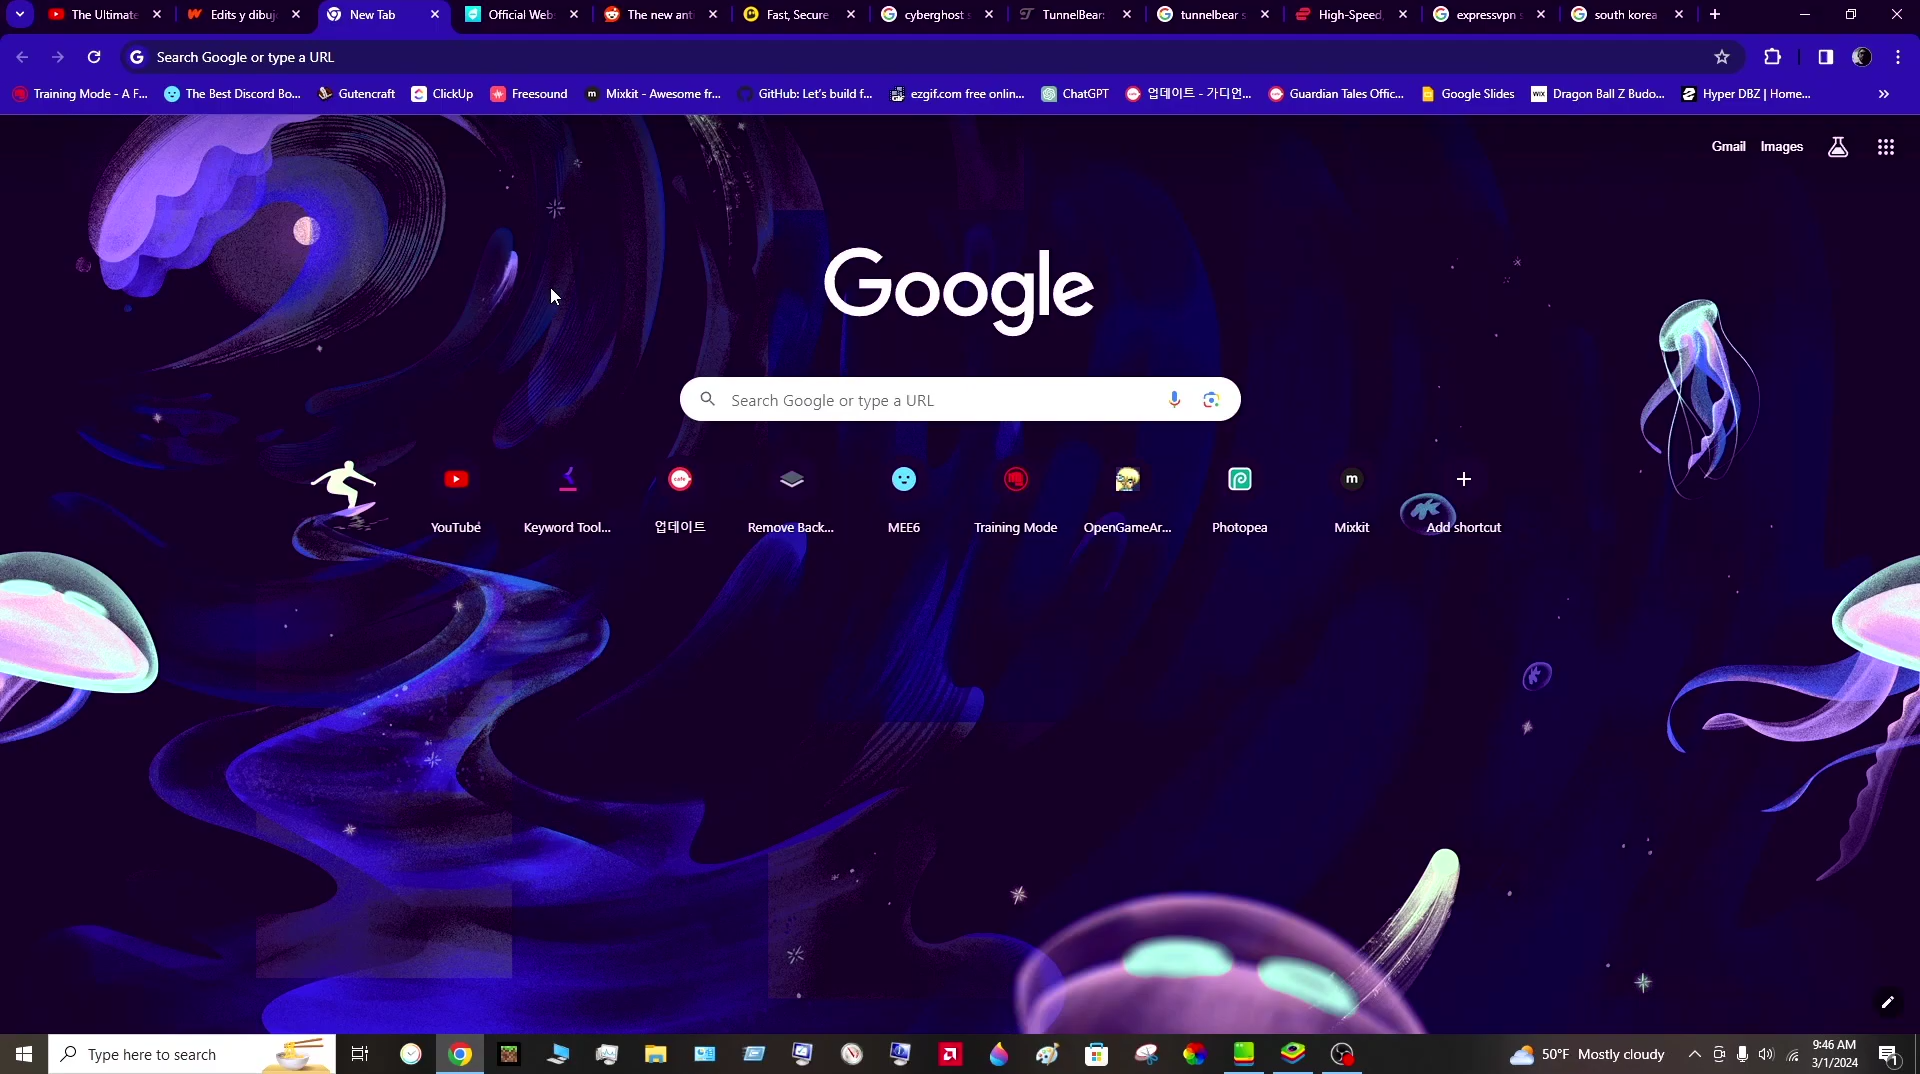 The Ultimate
Edits y dibuj
New Tab
Official Web
The new anti
Fast, Secure
cyberghost s
TunnelBear:
tunnelbear s
High-Speed,
expressvpn s
south korea
Search Google or type a URL
Training Mode - A F...
The Best Discord Bo...
Gutencraft
ClickUp
Freesound
Mixkit - Awesome fr...
GitHub: Let's build f...
ezgif.com free onlin...
ChatGPT
업데이트 - 가디언...
Guardian Tales Offic...
Google Slides
WIX
Dragon Ball Z Budo...
Hyper DBZ | Home...
Gmail
Images
Google
Search Google or type a URL
cafe
m
YouTube
Keyword Tool...
업데이트
Remove Back...
MEE6
Training Mode
OpenGameAr...
Photopea
Mixkit
Add shortcut
Type here to search
50°F Mostly cloudy
9:46 AM
3/1/2024
1